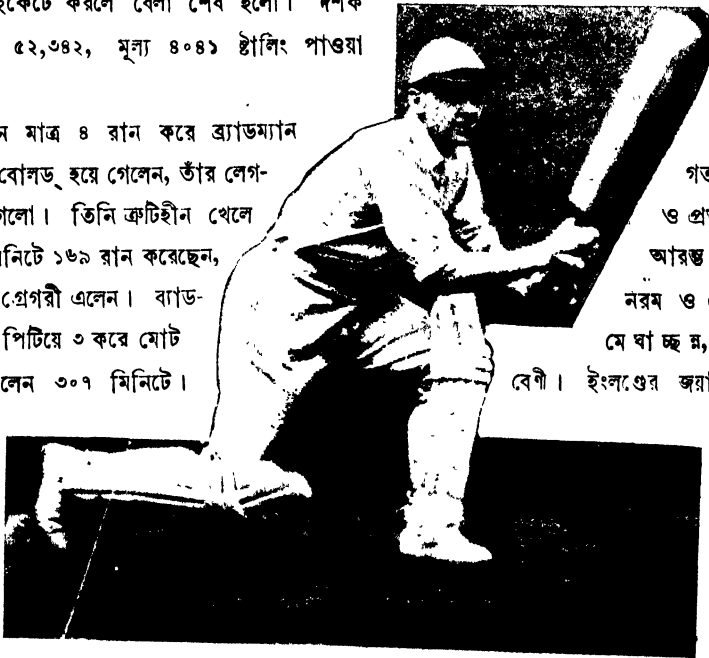 করলে বেলা শেষ হলো। দর্শক
৫২,৩৪২, মূল্য ৪০৪১ ষ্টার্লিং পাওয়া
মাত্র ৪ রান করে ব্র্যাডম্যান
বোলড্ হয়ে গেলেন, তাঁর লেগ-
তিনি ত্রুটিহীন খেলে
১৬৯ রান করেছেন,
গ্রেগরী এলেন। ব্যাড-
পিটিয়ে ৩ করে মোট
৩০৭ মিনিটে।
গত
ও
আরম্ভ
নরম ও
মেঘাচ্ছন্ন,
বেশী। ইংলণ্ডের